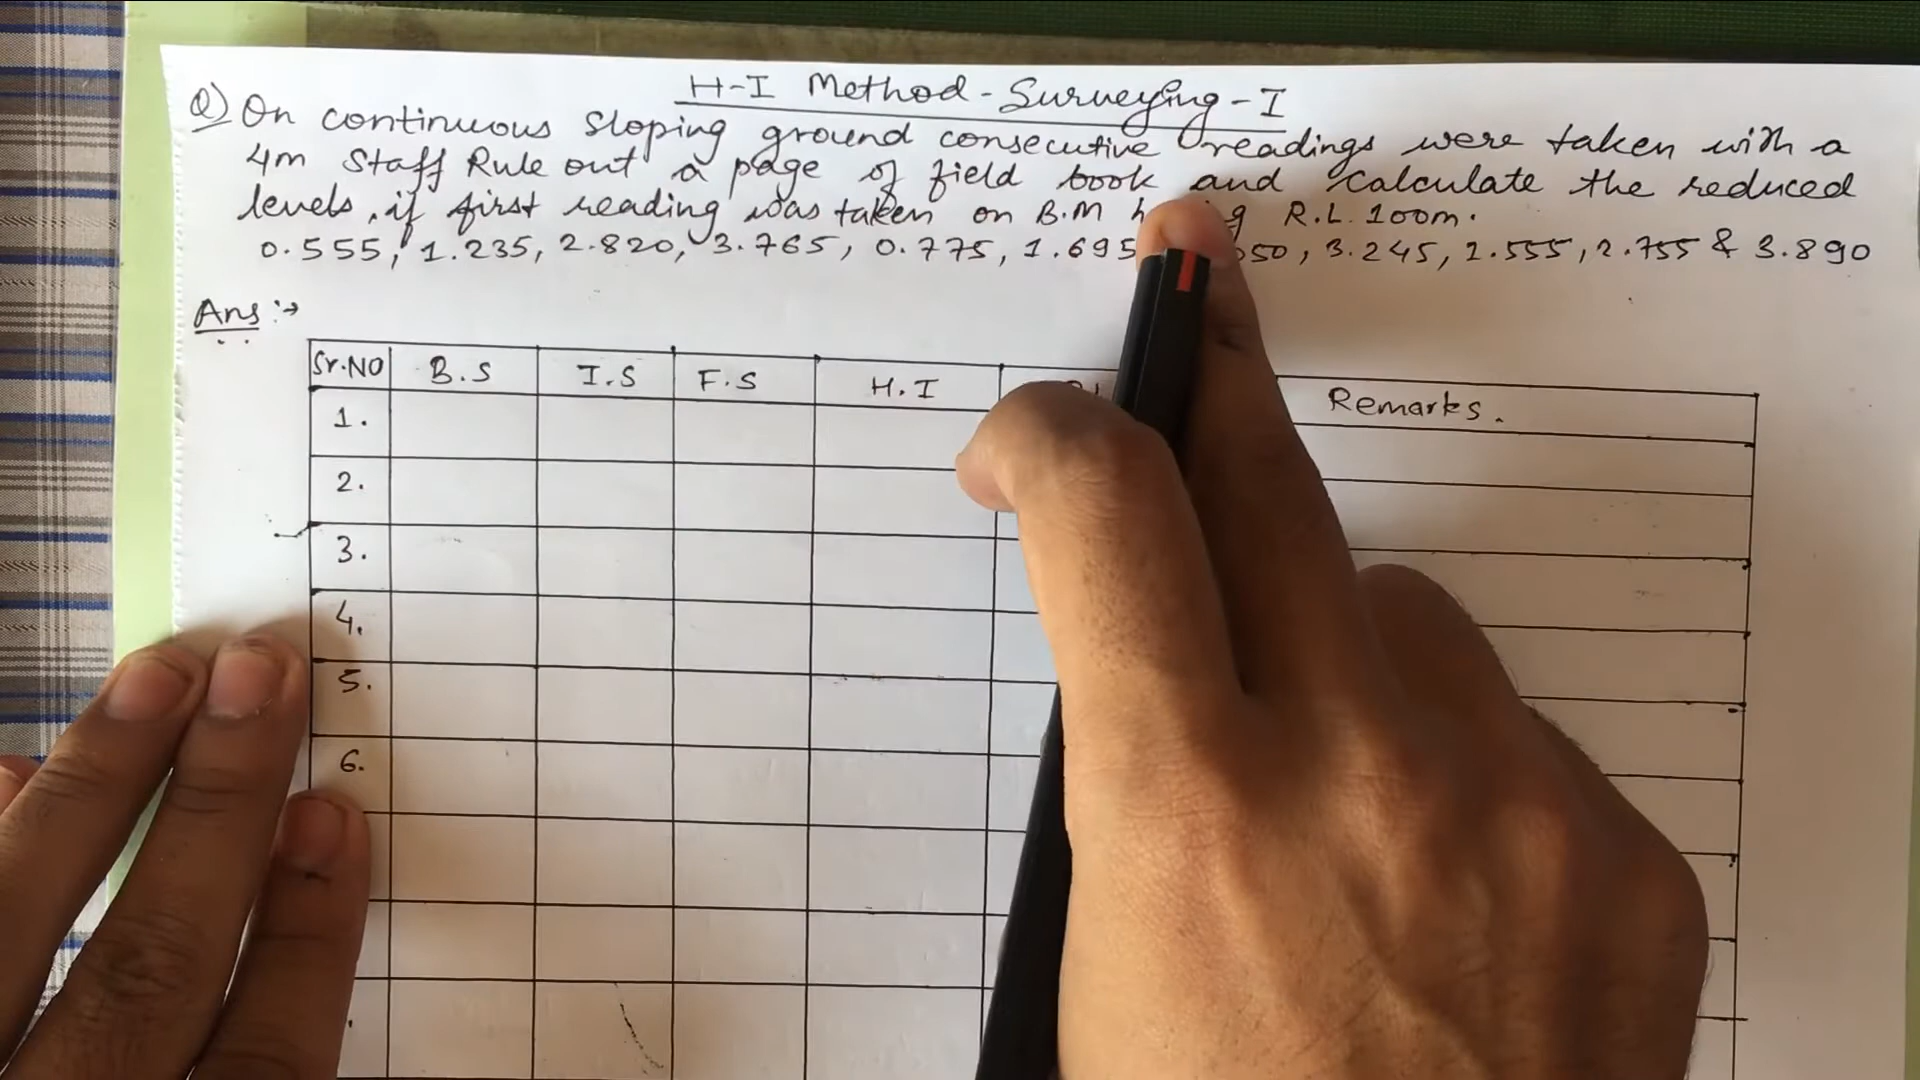 H-I Method - Surveying - I
Q) On continuous sloping ground consecutive readings were taken with a
4m Staff Rule out a page of field book and calculate the reduced
levels, if first reading was taken on B.M R.L. 100m.
0.555, 1.235, 2.820, 3.765, 0.775, 1.695 050, 3.245, 1.555, 2.755 & 3.890
Ans :→
Sr.NO B.S I.S F.S H.I Remarks.
1.
2.
3.
4.
5.
6.